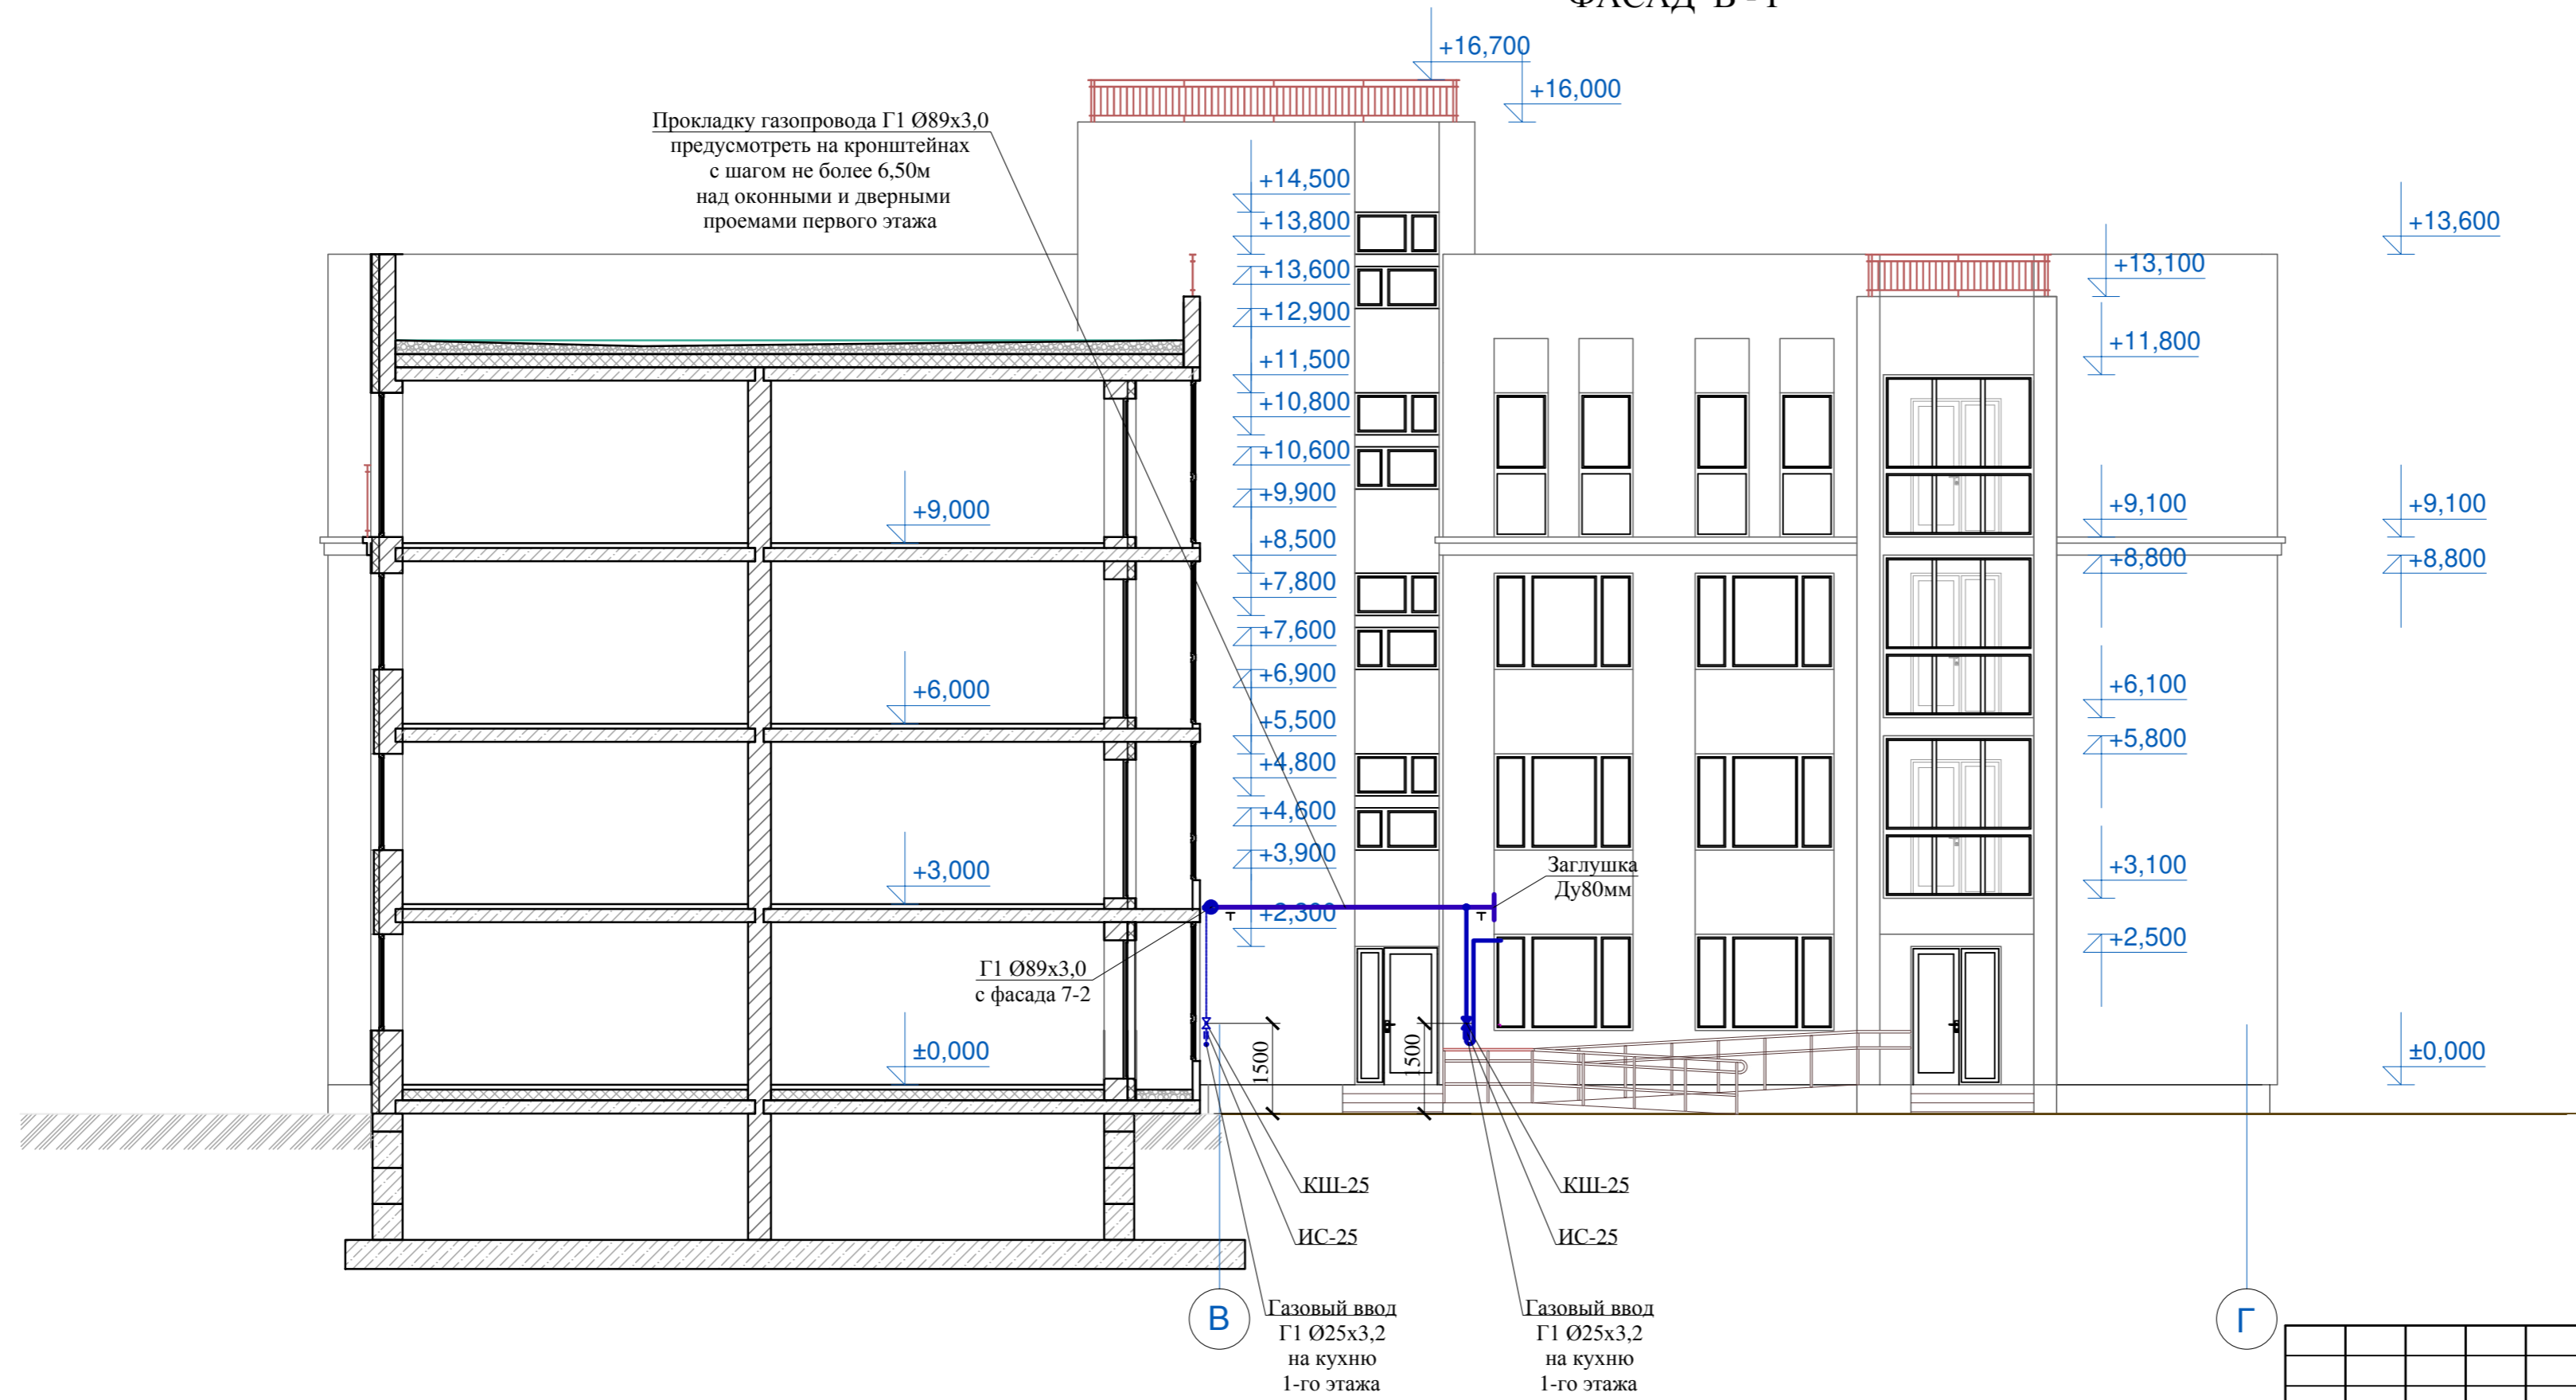 ФАСАД В - Г
+16,700
+16,000
Прокладку газопровода Г1 Ø89х3,0
предусмотреть на кронштейнах
с шагом не более 6,50м
над оконными и дверными
проемами первого этажа
+14,500
+13,800
+13,600
+12,900
+11,500
+10,800
+10,600
+9,900
+8,500
+7,800
+7,600
+6,900
+5,500
+4,800
+4,600
+3,900
+2,300
+13,600
+13,100
+11,800
+9,100
+9,100
+8,800
+8,800
+6,100
+5,800
+3,100
+2,500
±0,000
+9,000
+6,000
+3,000
±0,000
Заглушка
Ду80мм
Г1 Ø89х3,0
с фасада 7-2
1500
1500
КШ-25
КШ-25
ИС-25
ИС-25
Газовый ввод
Г1 Ø25х3,2
на кухню
1-го этажа
Газовый ввод
Г1 Ø25х3,2
на кухню
1-го этажа
В
Г